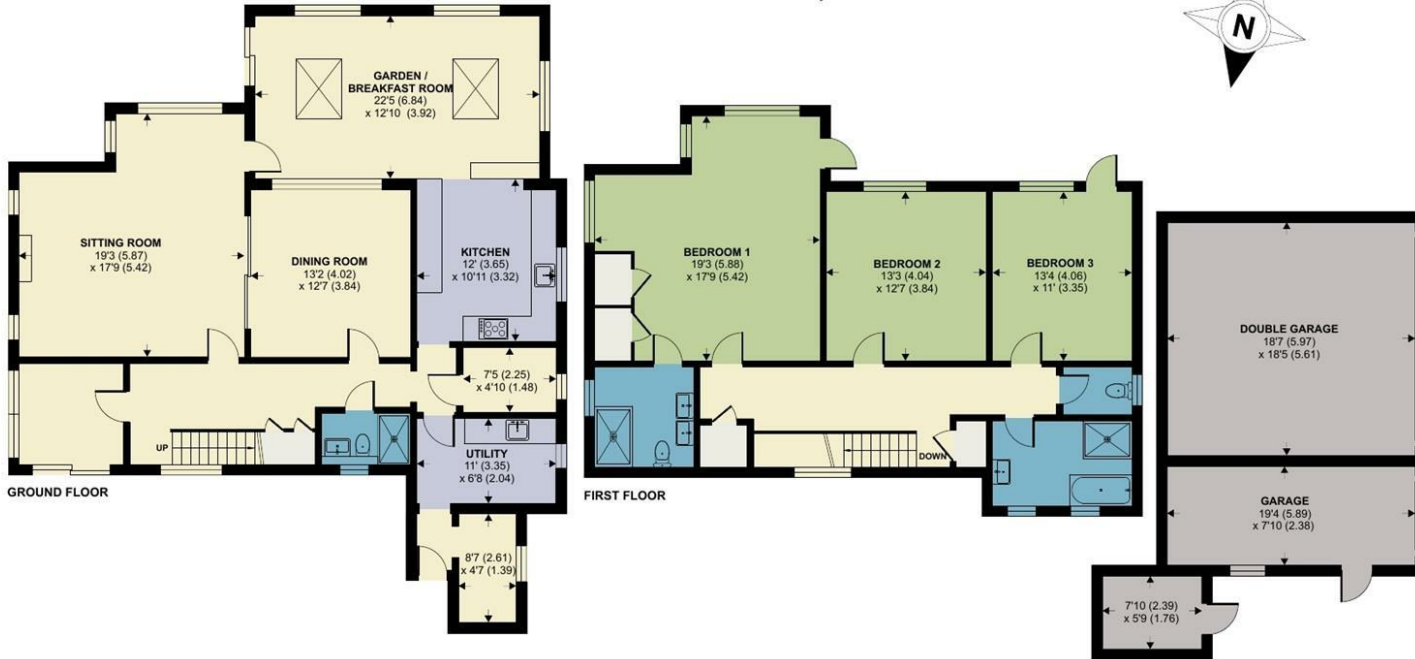 N
GARDEN /
BREAKFAST ROOM
22'5 (6.84)
x 12'10 (3.92)
SITTING ROOM
19'3 (5.87)
x 17'9 (5.42)
DINING ROOM
13'2 (4.02)
x 12'7 (3.84)
KITCHEN
12' (3.65)
x 10'11 (3.32)
7'5 (2.25)
x 4'10 (1.48)
UP
UTILITY
11' (3.35)
x 6'8 (2.04)
8'7 (2.61)
x 4'7 (1.39)
GROUND FLOOR
BEDROOM 1
19'3 (5.88)
x 17'9 (5.42)
BEDROOM 2
13'3 (4.04)
x 12'7 (3.84)
BEDROOM 3
13'4 (4.06)
x 11' (3.35)
DOWN
FIRST FLOOR
DOUBLE GARAGE
18'7 (5.97)
x 18'5 (5.61)
GARAGE
19'4 (5.89)
x 7'10 (2.38)
7'10 (2.39)
x 5'9 (1.76)